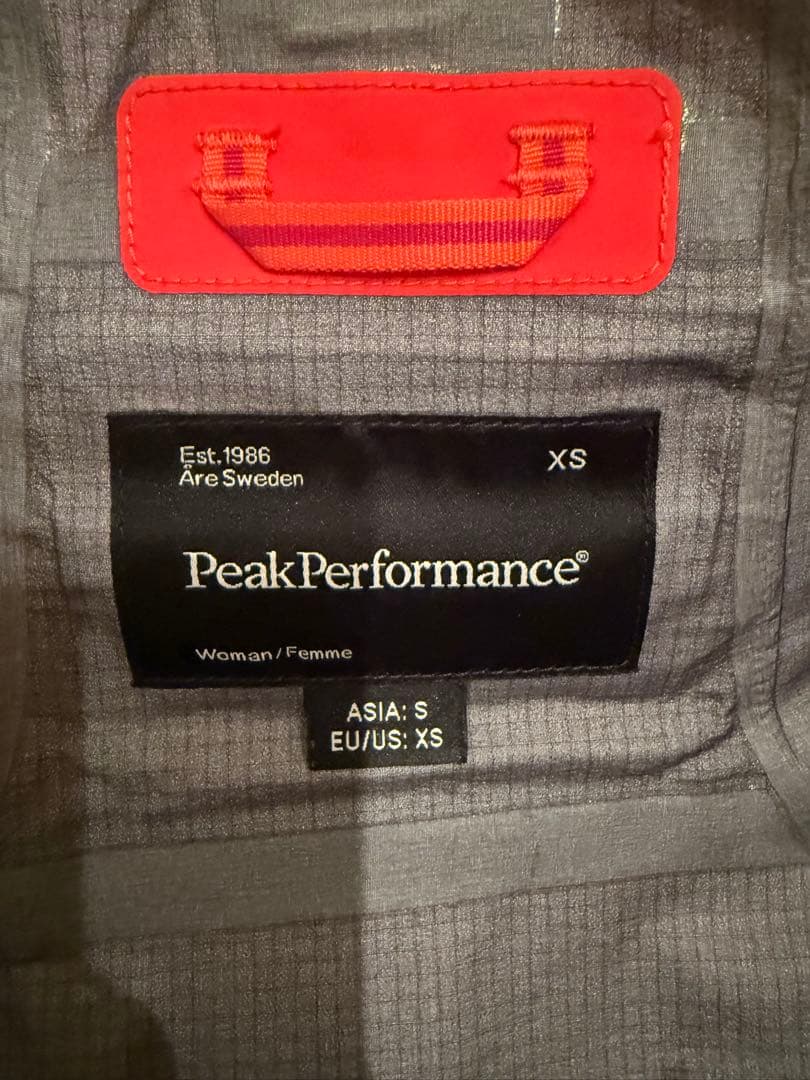 Est.1986
Åre Sweden
XS
PeakPerformance®
Woman/Femme
ASIA: S
EU/US: XS